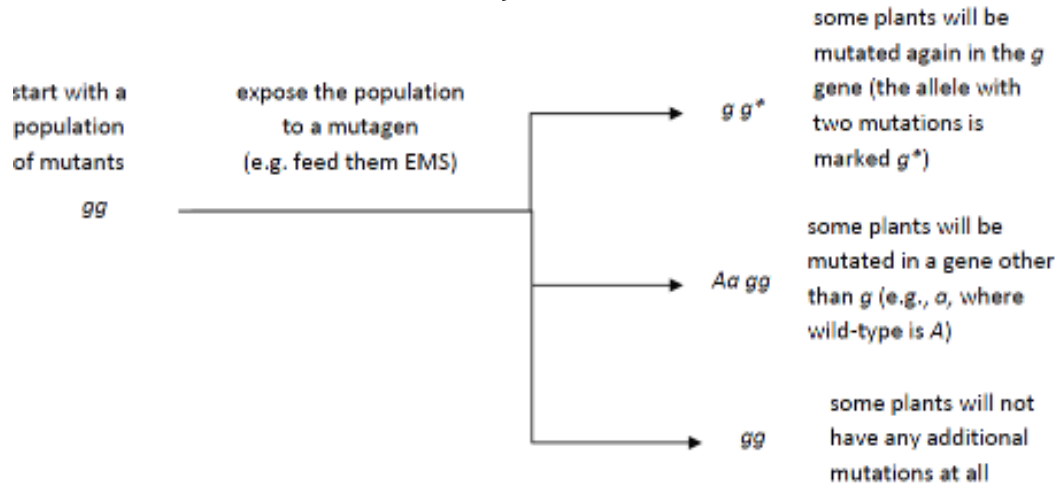 start with a
population
of mutants
gg
expose the population
to a mutagen
(e.g. feed them EMS)
g g*
some plants will be
mutated again in the g
gene (the allele with
two mutations is
marked g*)
Aa gg
some plants will be
mutated in a gene other
than g (e.g., a, where
wild-type is A)
gg
some plants will not
have any additional
mutations at all